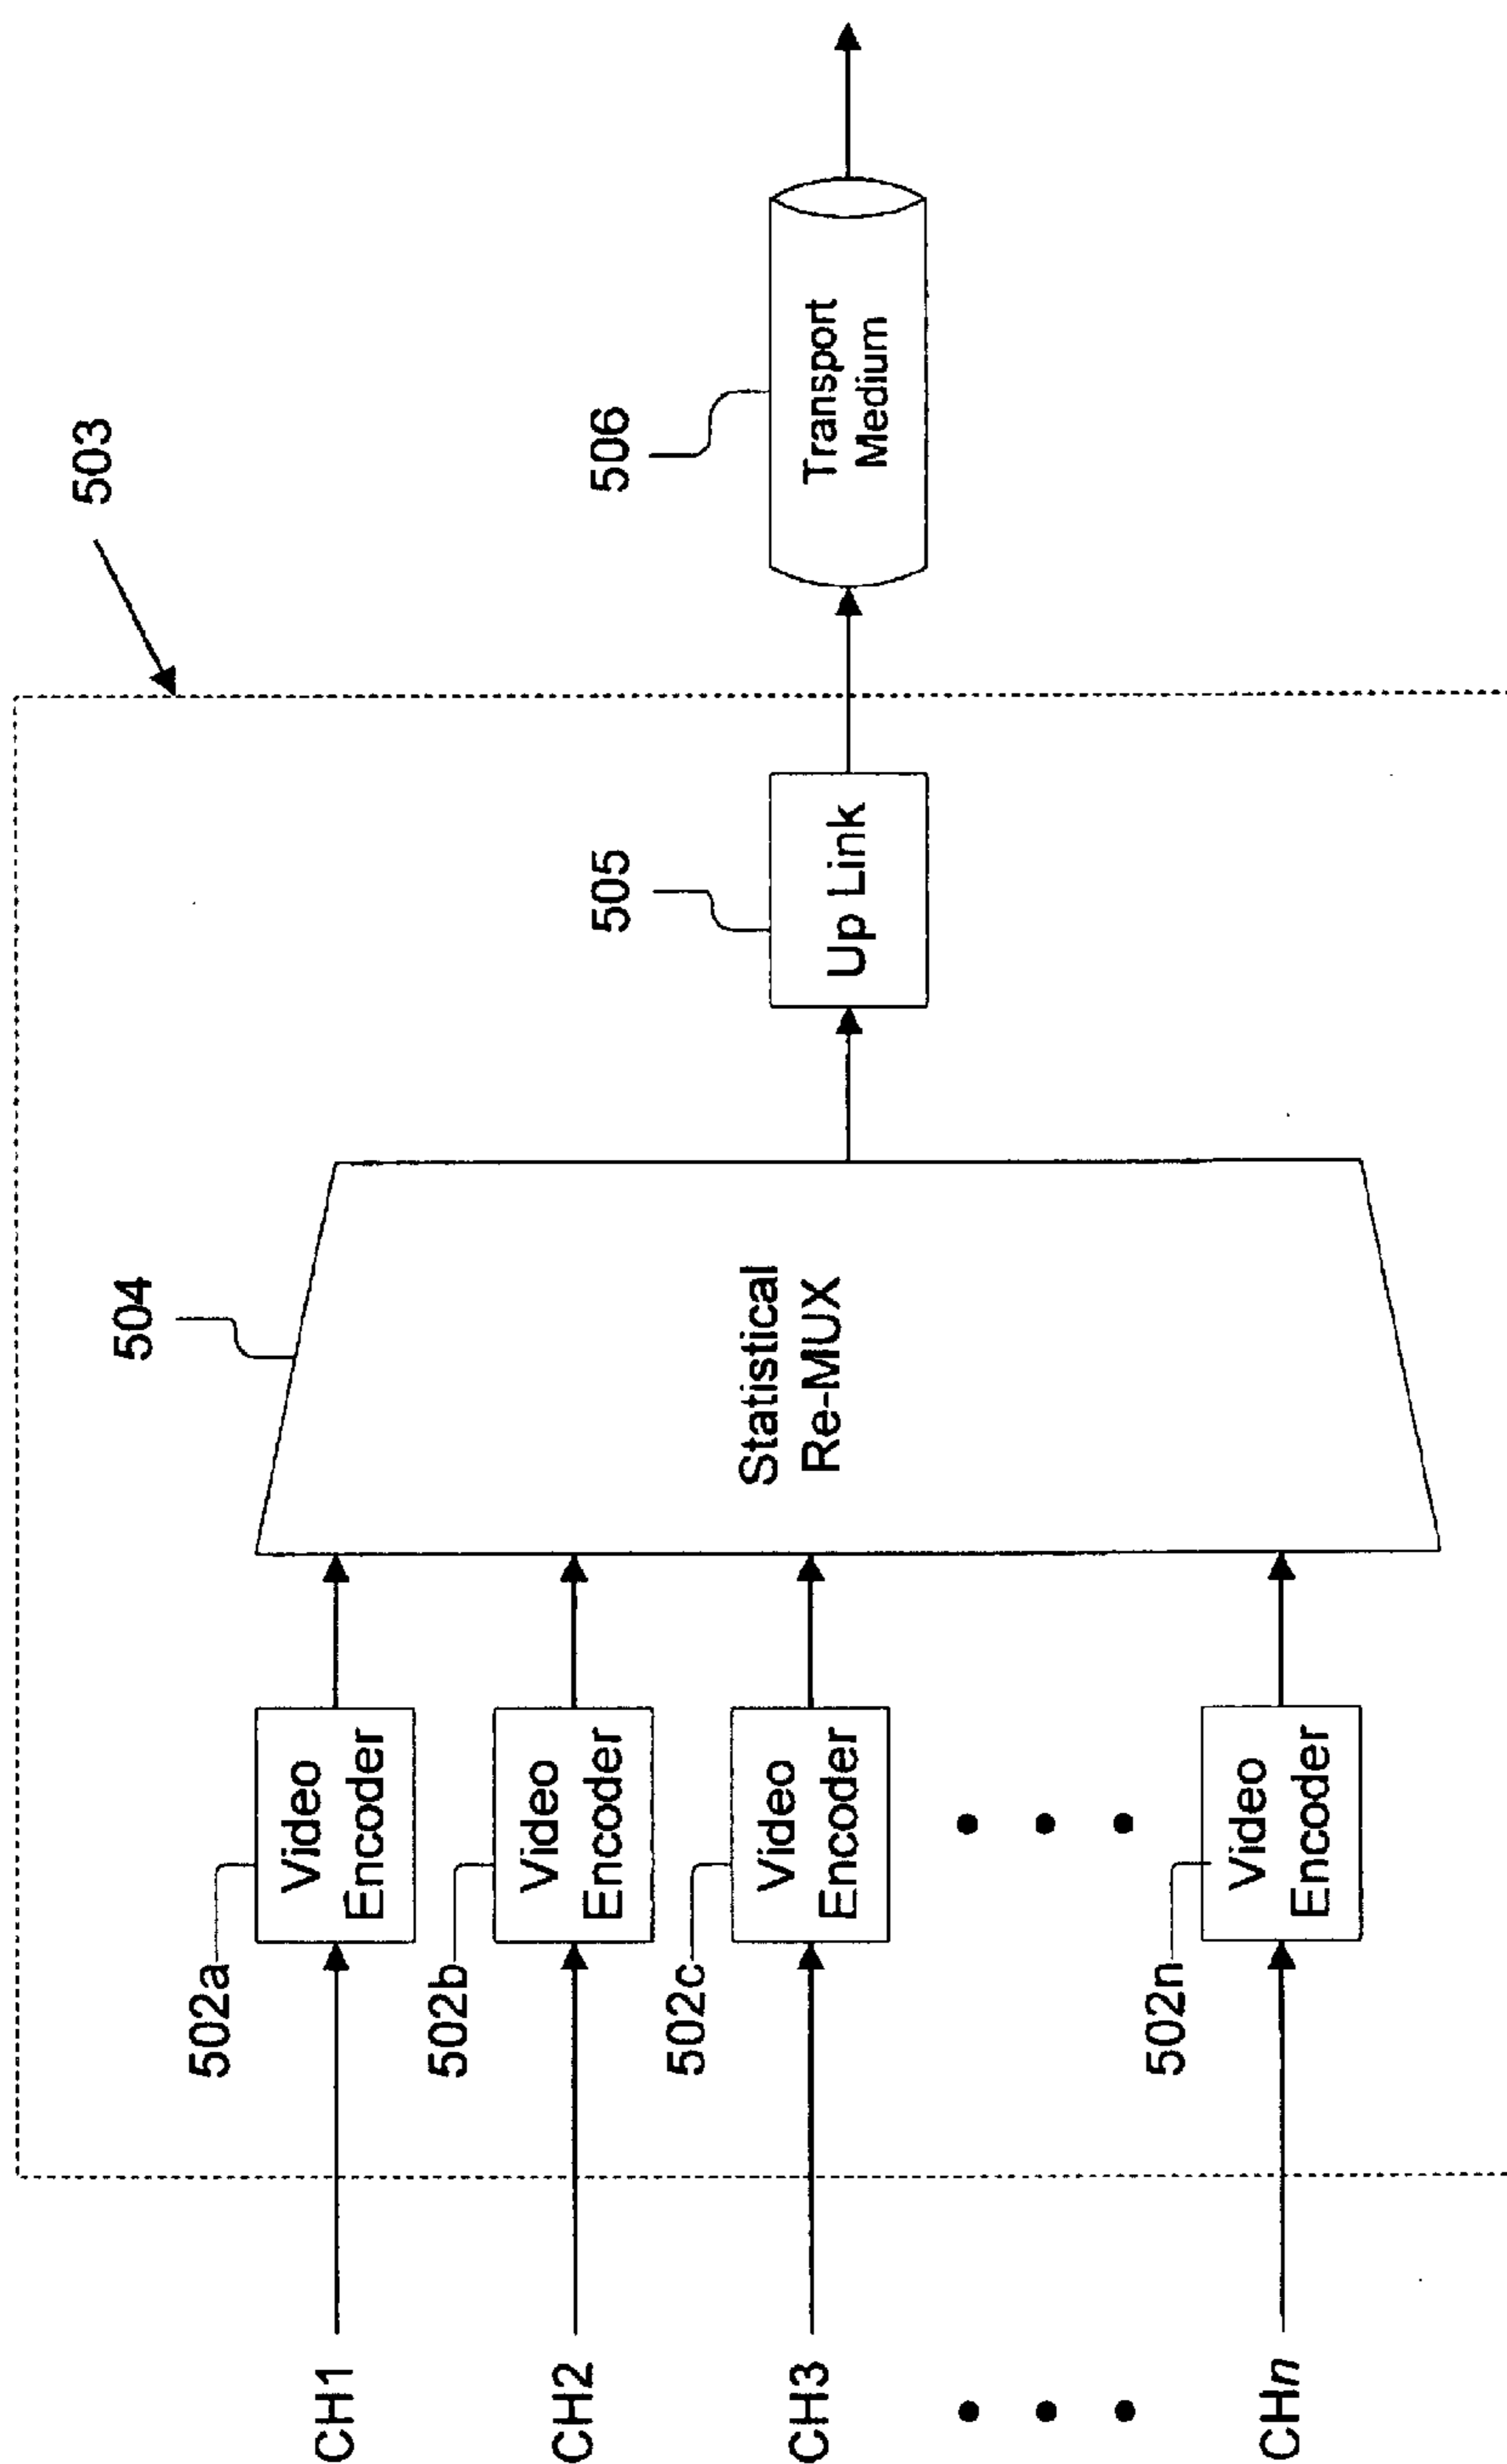 503
504
505
506
CH1
502a
Video
Encoder
CH2
502b
Video
Encoder
CH3
502c
Video
Encoder
CHn
502n
Video
Encoder
Statistical
Re-MUX
Up Link
Transport
Medium